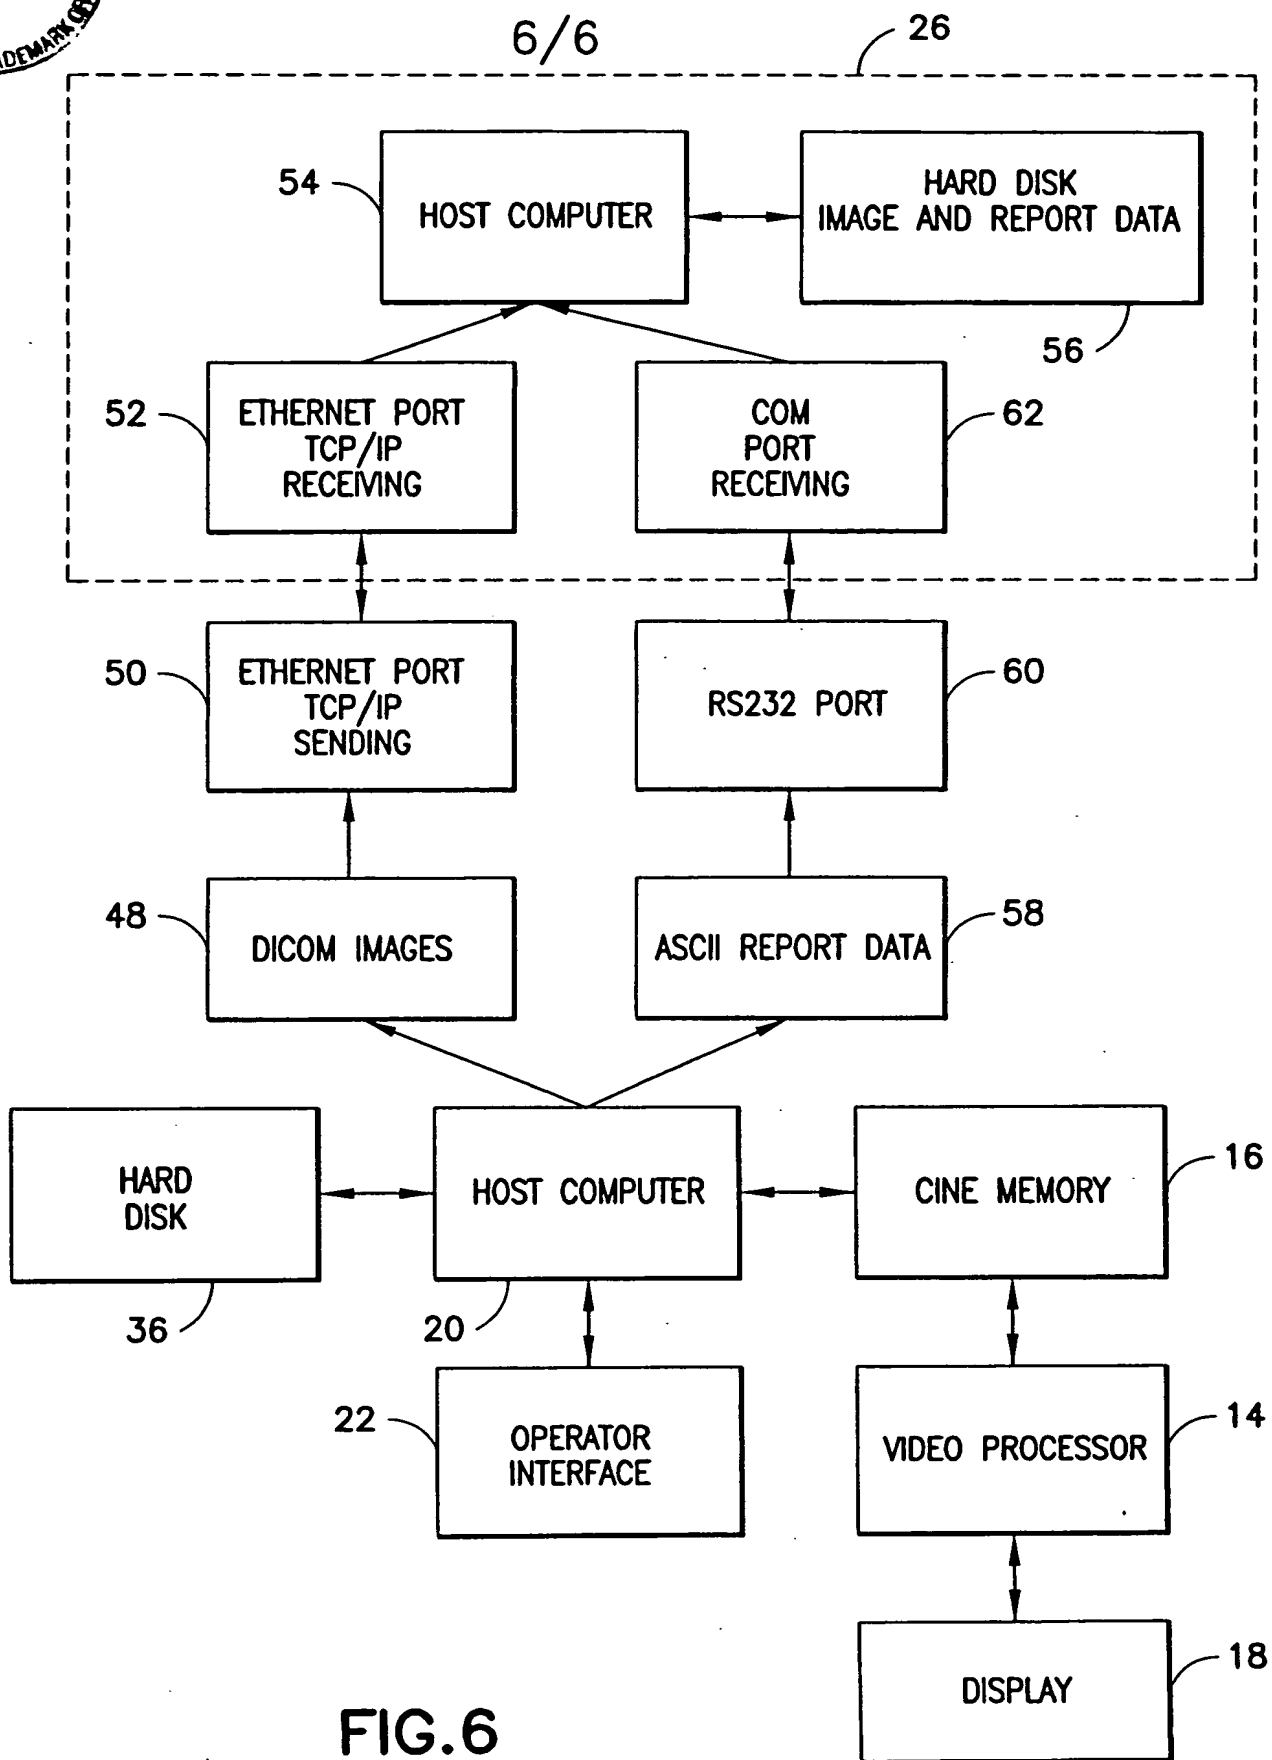 6/6
26
54
HOST COMPUTER
HARD DISK
IMAGE AND REPORT DATA
56
52
ETHERNET PORT
TCP/IP
RECEIVING
COM
PORT
RECEIVING
62
50
ETHERNET PORT
TCP/IP
SENDING
RS232 PORT
60
48
DICOM IMAGES
ASCII REPORT DATA
58
HARD
DISK
36
HOST COMPUTER
20
CINE MEMORY
16
22
OPERATOR
INTERFACE
VIDEO PROCESSOR
14
DISPLAY
18
FIG.6